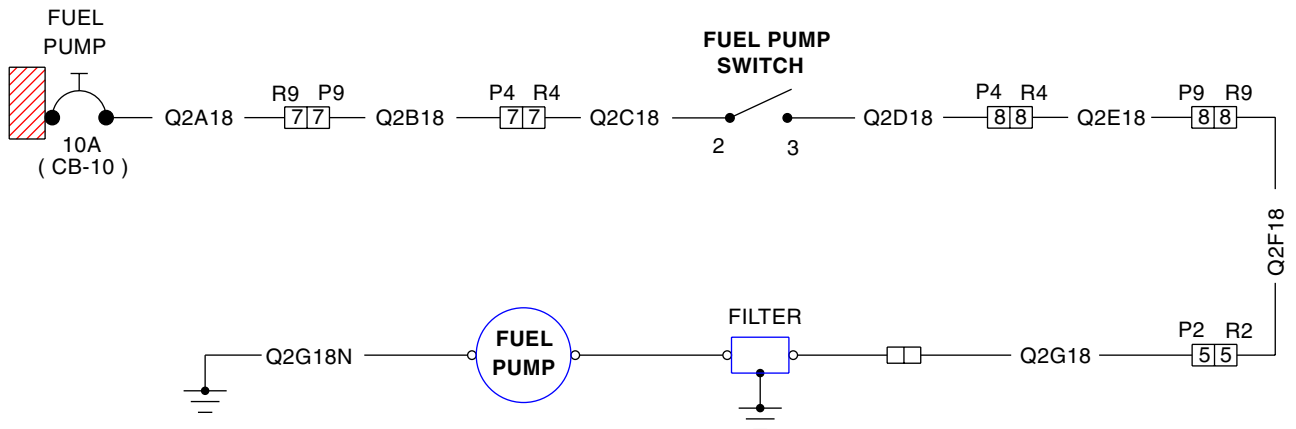 FUEL
PUMP
10A
( CB-10 )
Q2A18
R9 P9
7 7
Q2B18
P4 R4
7 7
Q2C18
FUEL PUMP
SWITCH
2 3
Q2D18
P4 R4
8 8
Q2E18
P9 R9
8 8
Q2F18
P2 R2
5 5
Q2G18
FILTER
FUEL
PUMP
Q2G18N